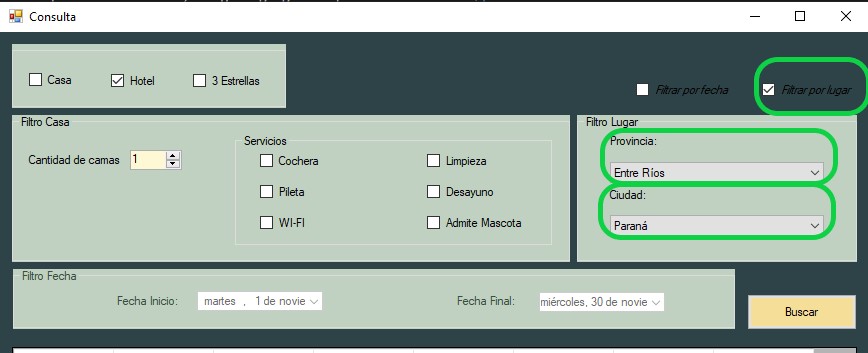 Consulta
Casa
Hotel
3 Estrellas
Filtrar por fecha
Filtrar por lugar
Filtro Casa
Cantidad de camas
1
Servicios
Cochera
Limpieza
Pileta
Desayuno
WI-FI
Admite Mascota
Filtro Lugar
Provincia:
Entre Ríos
Ciudad:
Paraná
Filtro Fecha
Fecha Inicio:
martes , 1 de novie
Fecha Final:
miércoles, 30 de novie
Buscar